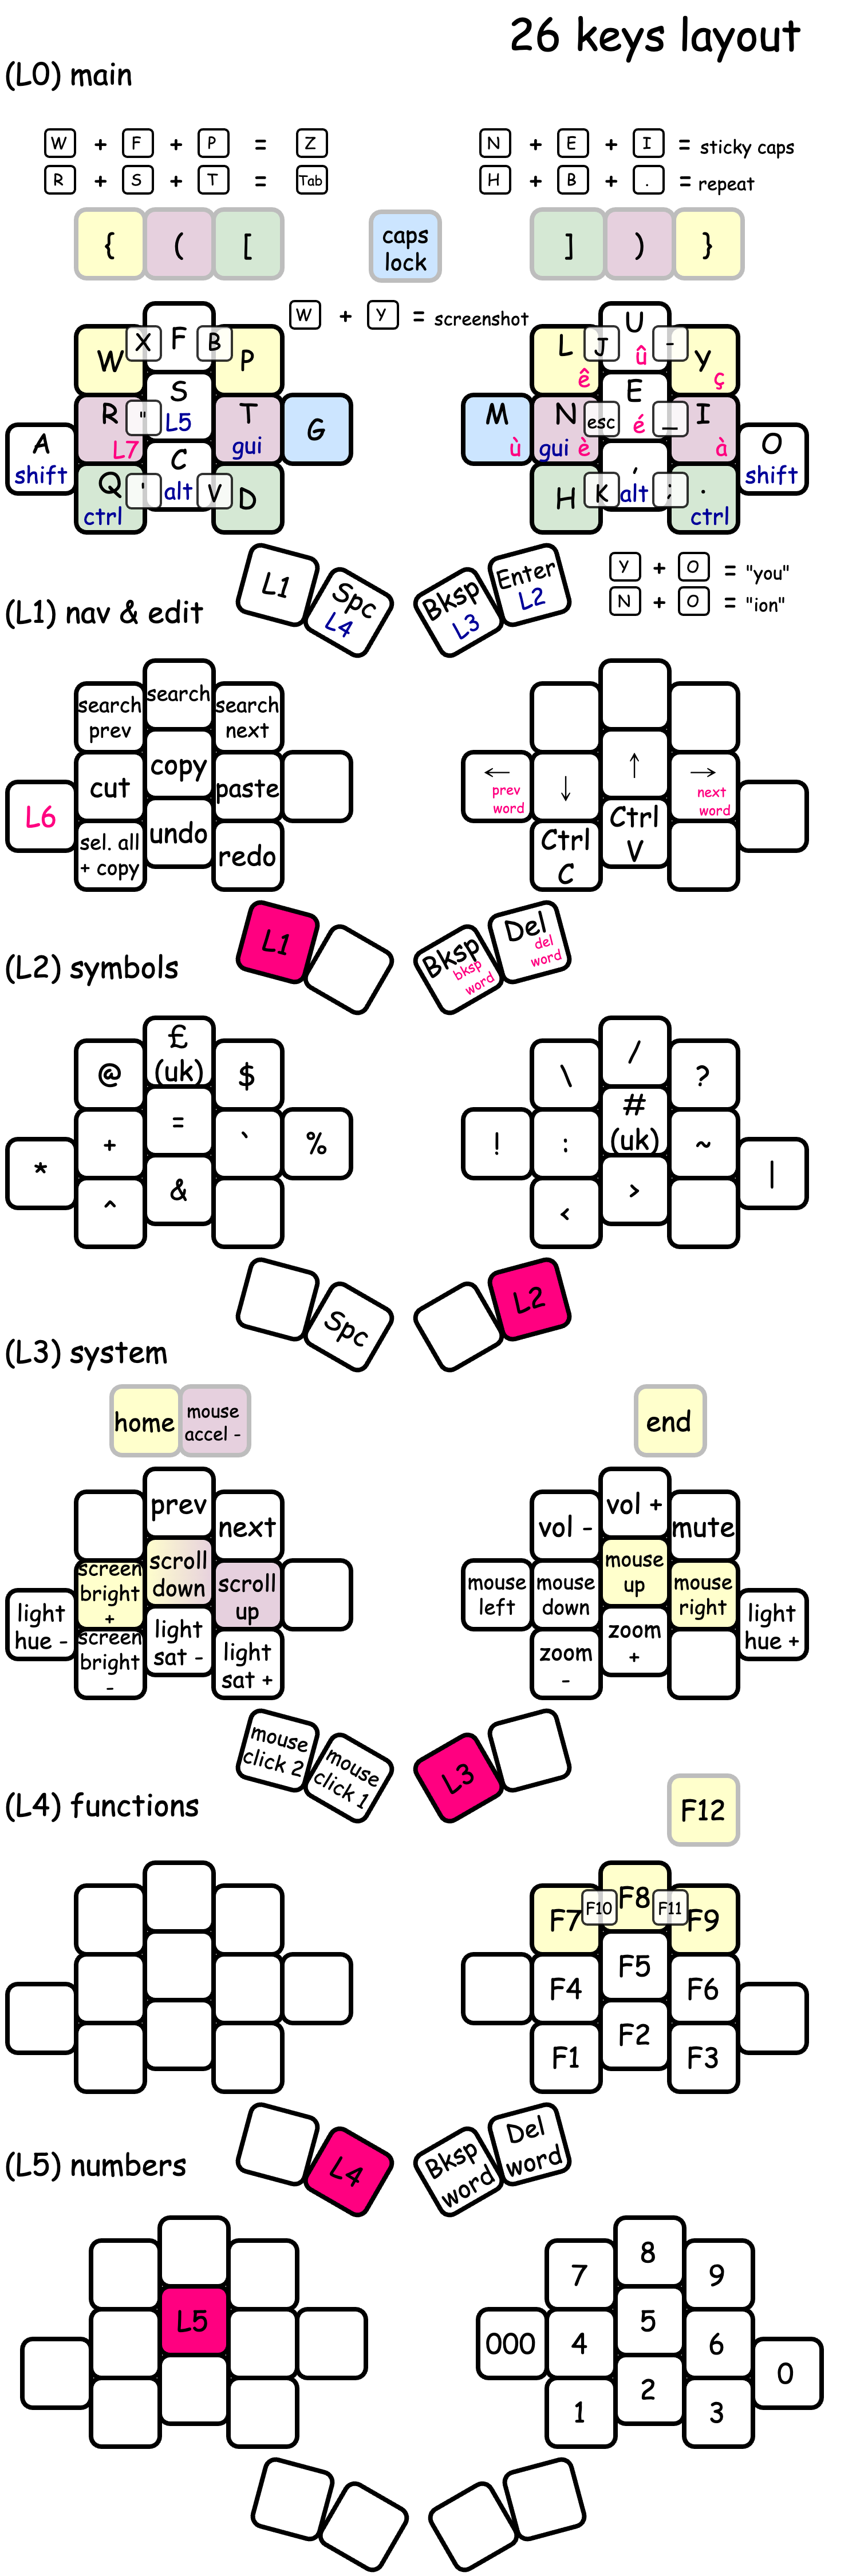 26 keys layout
(L0) main
W + F + P = Z
N + E + I = sticky caps
R + S + T = Tab
H + B + . = repeat
{ ( [
caps
lock
] ) }
W + Y = screenshot
W X F B P
L ê J U û - Y ç
A shift
R L7 " S L5 T gui G
M ù N gui è esc E é _ I à
O shift
Q ctrl ' C alt V D
H K , alt ; . ctrl
L1 Spc L4
Bksp L3 Enter L2
Y + O = "you"
N + O = "ion"
(L1) nav & edit
search
prev
search
search
next
cut
copy
paste
L6
sel. all
+ copy
undo
redo
←
prev
word
↓
↑
→
next
word
Ctrl
C
Ctrl
V
L1
Bksp
bksp
word
Del
del
word
(L2) symbols
@
£
(uk)
$
\ / ?
* + = ` %
! :
#
(uk)
~ |
^ &
< >
Spc
L2
(L3) system
home
mouse
accel -
end
prev
next
vol -
vol +
mute
light
hue -
screen
bright
+
scroll
down
scroll
up
mouse
left
mouse
down
mouse
up
mouse
right
light
hue +
screen
bright
-
light
sat -
light
sat +
zoom
-
zoom
+
mouse
click 2
mouse
click 1
L3
(L4) functions
F12
F7 F10 F8 F11 F9
F4 F5 F6
F1 F2 F3
L4
Bksp
word
Del
word
(L5) numbers
7 8 9
L5
000 4 5 6
0
1 2 3